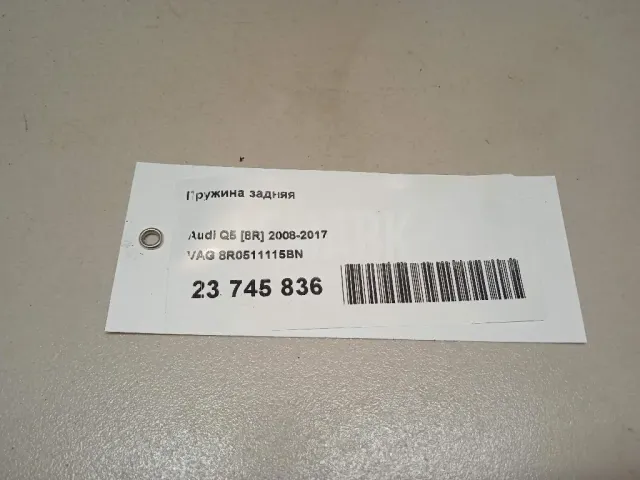 Пружина задняя
Audi Q5 [8R] 2008-2017
VAG 8R0511115BN
23 745 836